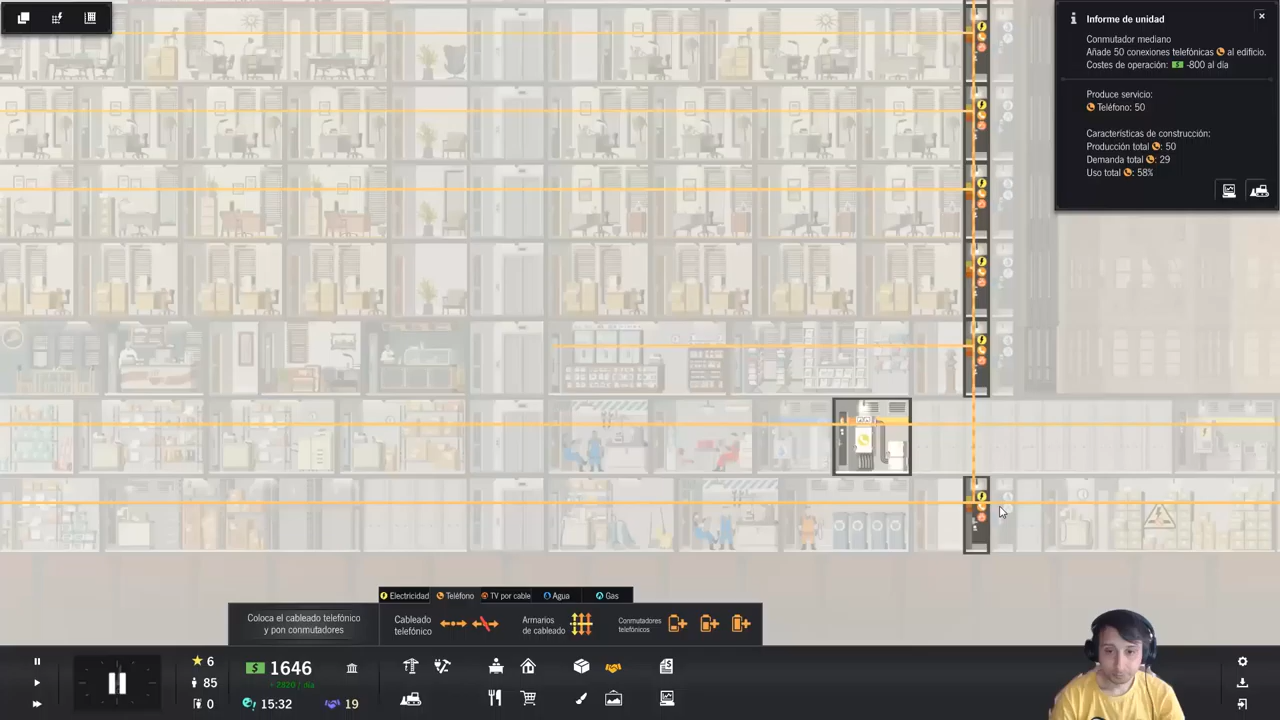 Informe de unidad
Conmutador mediano
Añade 50 conexiones telefónicas al edificio.
Costes de operación: $ -800 al día
Produce servicio:
Teléfono: 50
Características de construcción:
Producción total : 50
Demanda total : 29
Uso total : 58%
Electricidad
Teléfono
TV por cable
Agua
Gas
Coloca el cableado telefónico
y pon conmutadores
Cableado
telefónico
Armarios
de cableado
Conmutadores
telefónicos
6
85
0
$ 1646
15:32
19